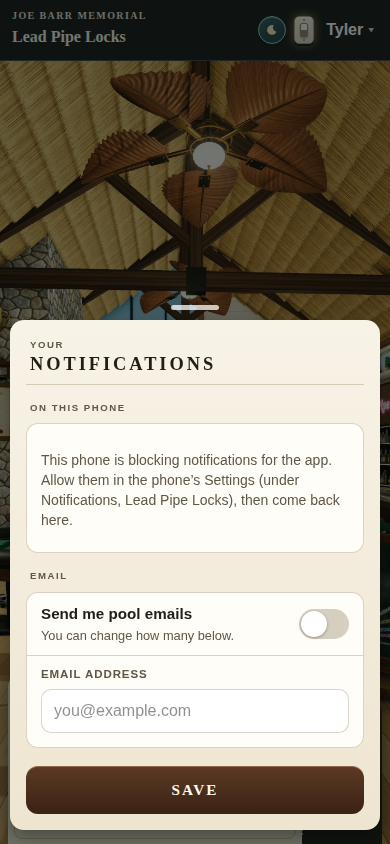 JOE BARR MEMORIAL
Lead Pipe Locks
Tyler
YOUR
NOTIFICATIONS
ON THIS PHONE
This phone is blocking notifications for the app.
Allow them in the phone’s Settings (under
Notifications, Lead Pipe Locks), then come back
here.
EMAIL
Send me pool emails
You can change how many below.
EMAIL ADDRESS
you@example.com
SAVE